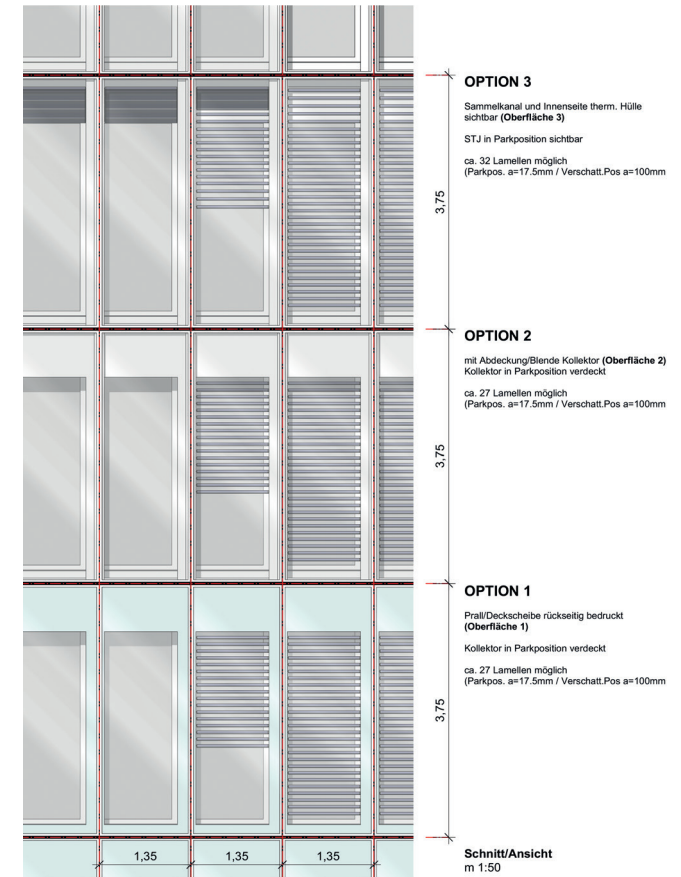 OPTION 3
Sammelkanal und Innenseite therm. Hülle
sichtbar (Oberfläche 3)
STJ in Parkposition sichtbar
ca. 32 Lamellen möglich
(Parkpos. a=17.5mm / Verschatt.Pos a=100mm
3,75
OPTION 2
mit Abdeckung/Blende Kollektor (Oberfläche 2)
Kollektor in Parkposition verdeckt
ca. 27 Lamellen möglich
(Parkpos. a=17.5mm / Verschatt.Pos a=100mm
3,75
OPTION 1
Prall/Deckscheibe rückseitig bedruckt
(Oberfläche 1)
Kollektor in Parkposition verdeckt
ca. 27 Lamellen möglich
(Parkpos. a=17.5mm / Verschatt.Pos a=100mm
3,75
1,35 1,35 1,35
Schnitt/Ansicht
m 1:50